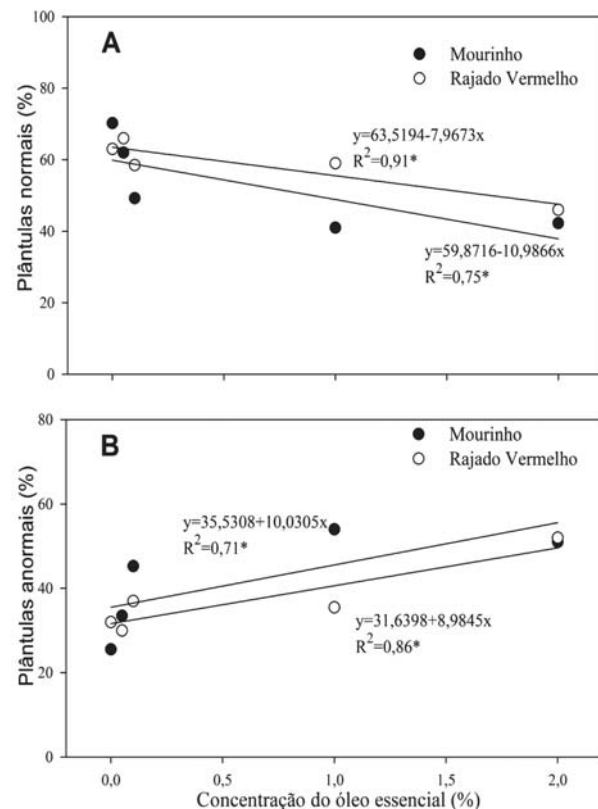 100
A
Mourinho
Rajado Vermelho
80
y=63,5194-7,9673x
R²=0,91*
60
Plântulas normais (%)
40
y=59,8716-10,9866x
R²=0,75*
20
0
80
B
Mourinho
Rajado Vermelho
60
y=35,5308+10,0305x
R²=0,71*
Plântulas anormais (%)
40
y=31,6398+8,9845x
R²=0,86*
20
0
0,0 0,5 1,0 1,5 2,0
Concentração do óleo essencial (%)